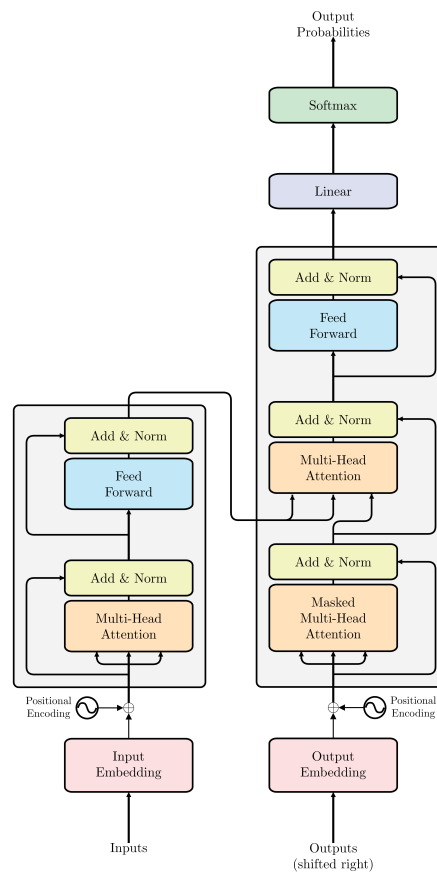 Output
Probabilities
Softmax
Linear
Add & Norm
Feed
Forward
Add & Norm
Multi-Head
Attention
Add & Norm
Masked
Multi-Head
Attention
Add & Norm
Feed
Forward
Add & Norm
Multi-Head
Attention
Positional
Encoding
Positional
Encoding
Input
Embedding
Output
Embedding
Inputs
Outputs
(shifted right)